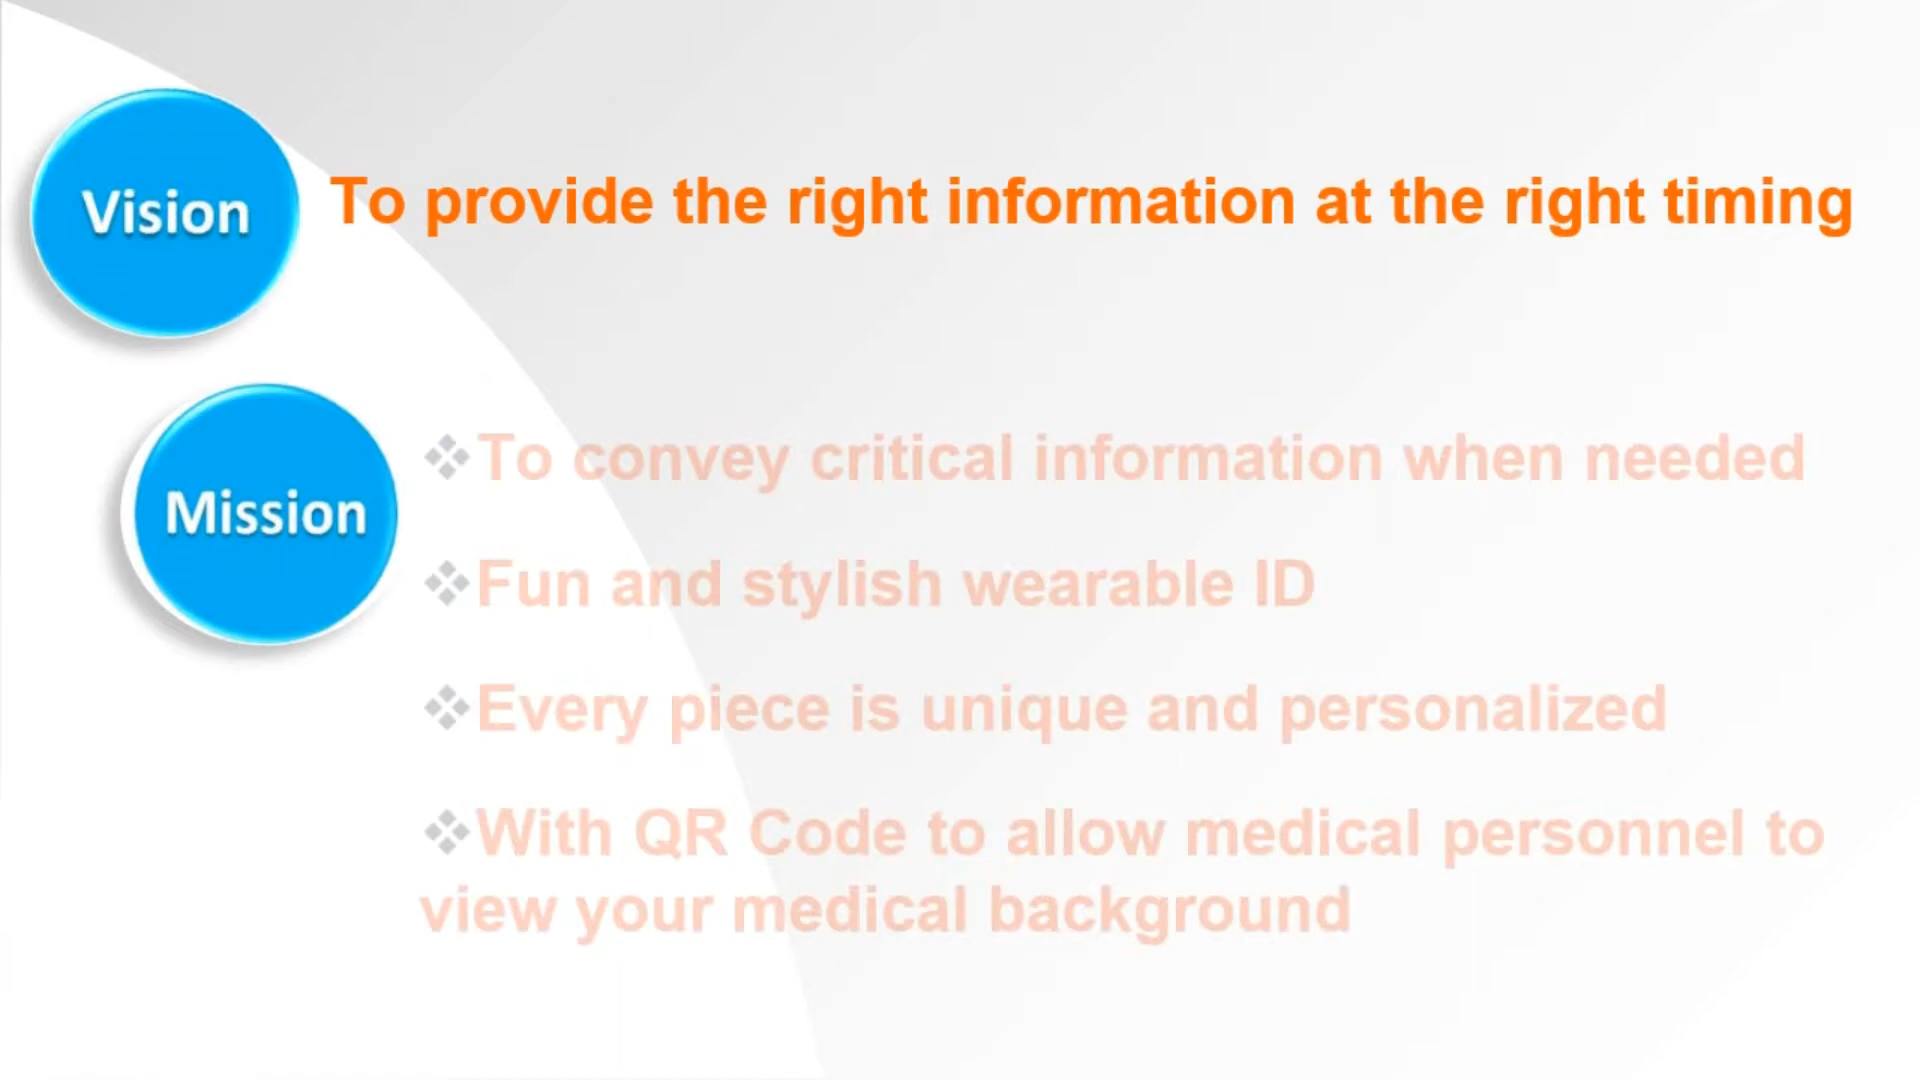 Vision
To provide the right information at the right timing
Mission
❖To convey critical information when needed
❖Fun and stylish wearable ID
❖Every piece is unique and personalized
❖With QR Code to allow medical personnel to
view your medical background